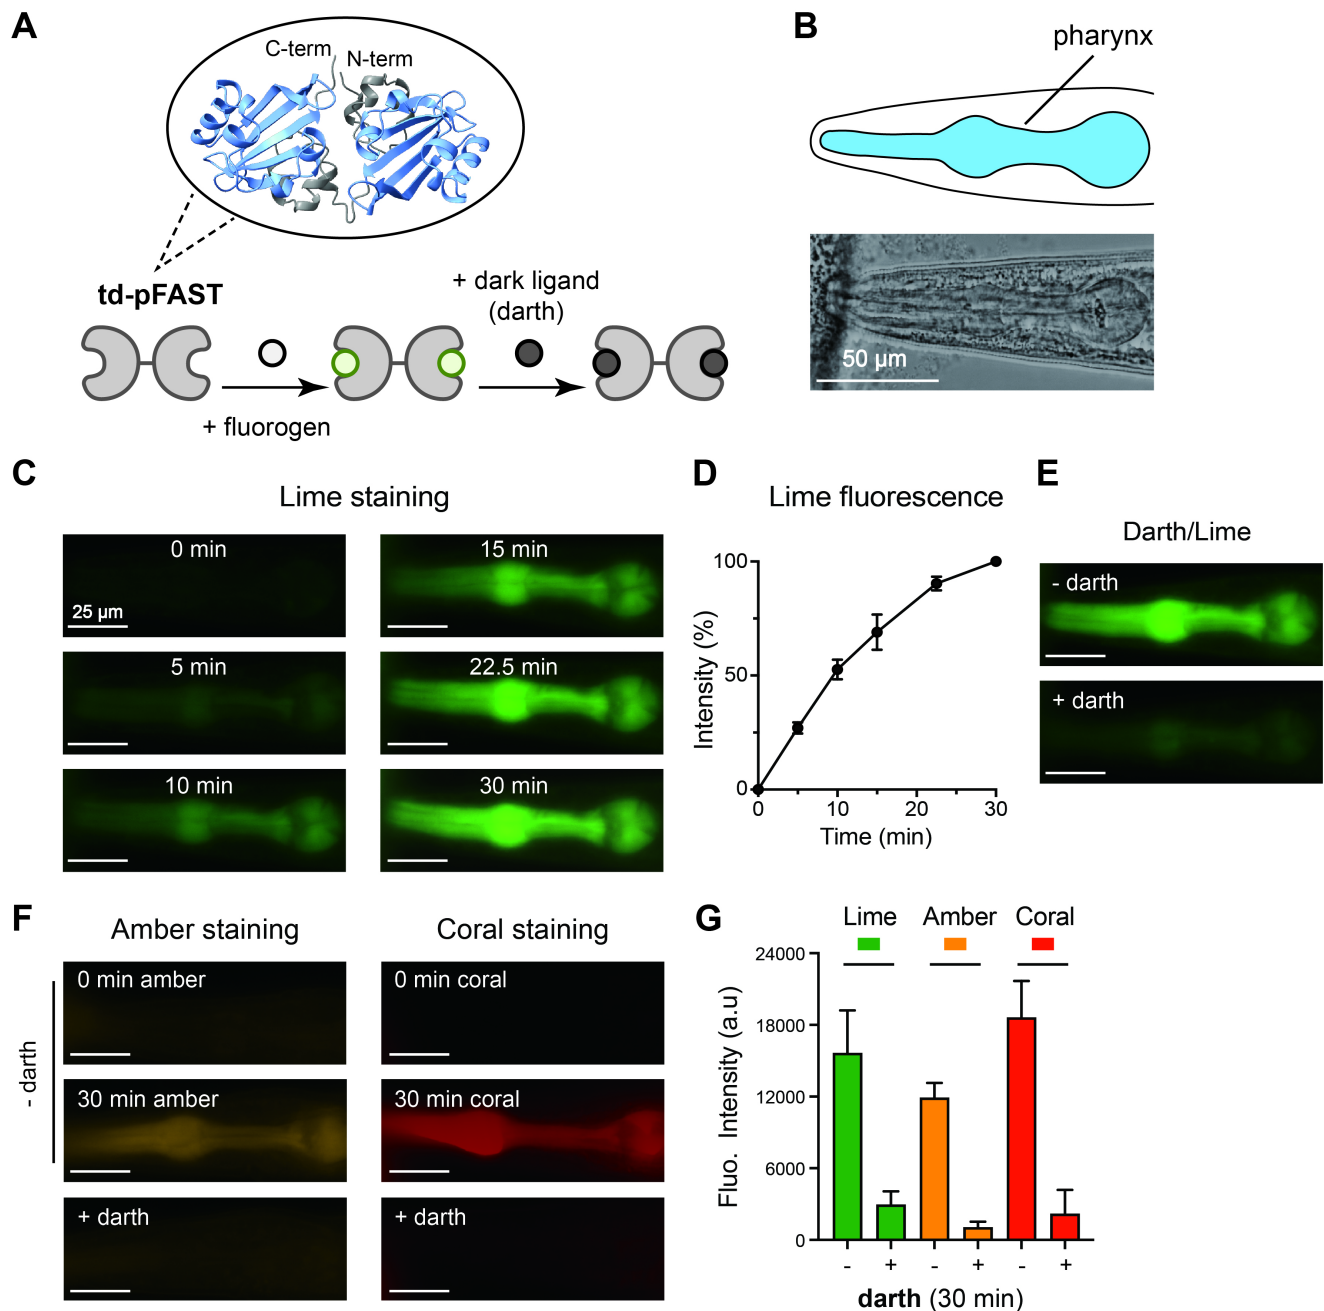 A
C-term
N-term
td-pFAST
+ fluorogen
+ dark ligand
(darth)
B
pharynx
50 µm
C
Lime staining
0 min
25 µm
15 min
5 min
22.5 min
10 min
30 min
D
Lime fluorescence
Intensity (%)
100
50
0
0
10
20
30
Time (min)
E
Darth/Lime
- darth
+ darth
F
Amber staining
Coral staining
- darth
0 min amber
0 min coral
30 min amber
30 min coral
+ darth
+ darth
G
Lime
Amber
Coral
Fluo. Intensity (a.u)
24000
18000
12000
6000
0
- + - + - +
darth (30 min)